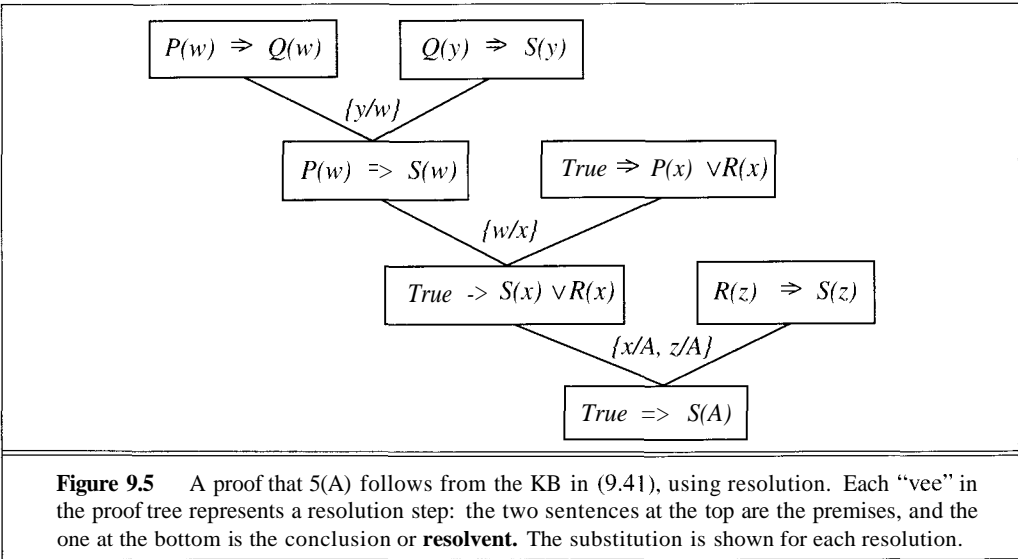 P(w) ⇒ Q(w)
Q(y) ⇒ S(y)
{y/w}
P(w) => S(w)
True ⇒ P(x) ∨R(x)
{w/x}
True -> S(x) ∨R(x)
R(z) ⇒ S(z)
{x/A, z/A}
True => S(A)
Figure 9.5 A proof that 5(A) follows from the KB in (9.41), using resolution. Each “vee” in
the proof tree represents a resolution step: the two sentences at the top are the premises, and the
one at the bottom is the conclusion or resolvent. The substitution is shown for each resolution.